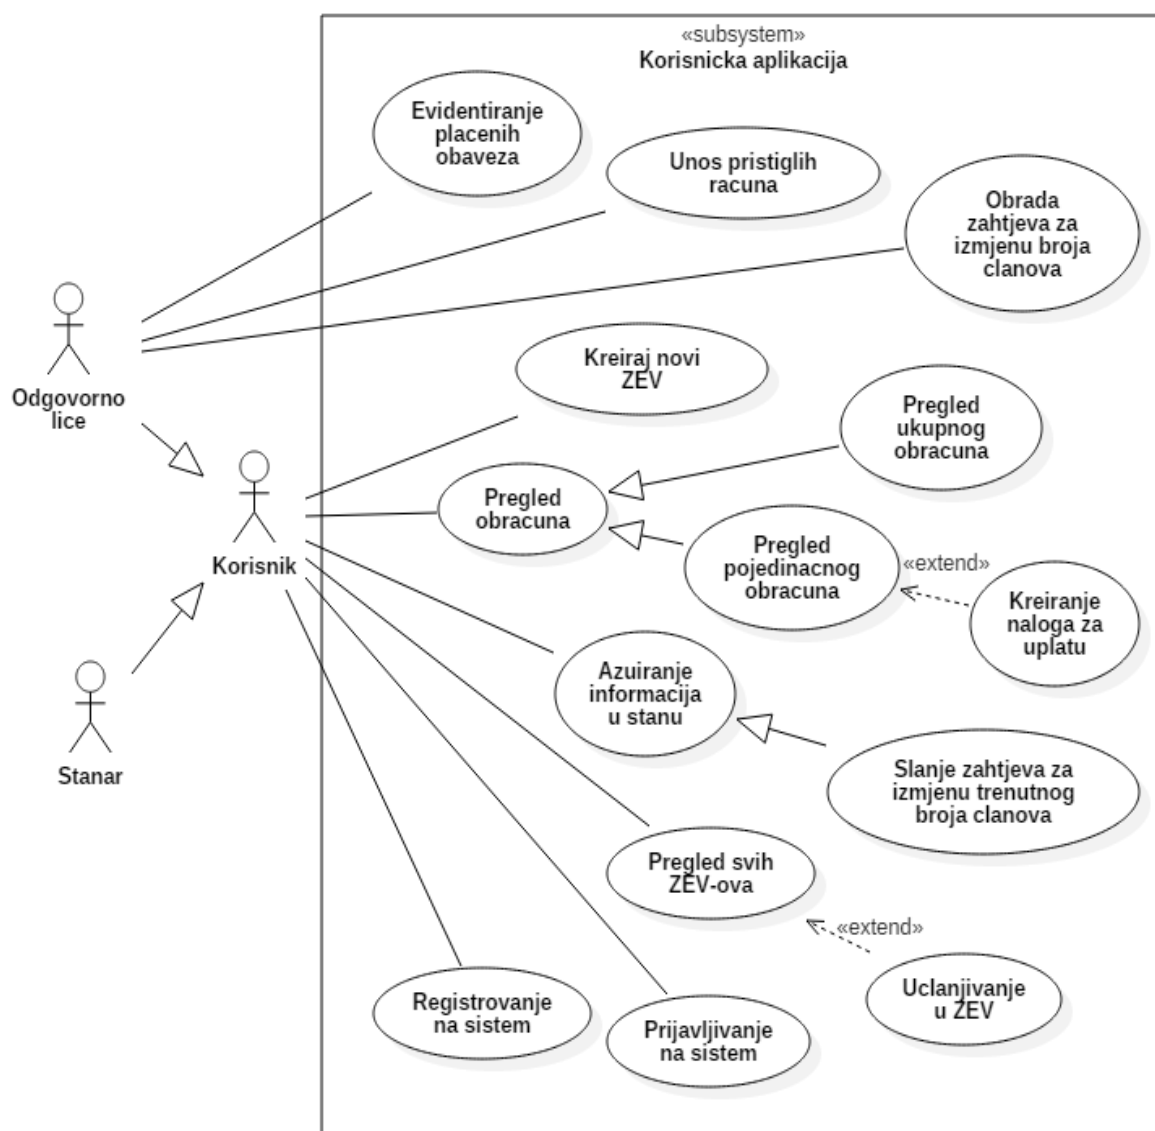 «subsystem»
Korisnicka aplikacija
Evidentiranje
placenih
obaveza
Unos pristiglih
racuna
Obrada
zahtjeva za
izmjenu broja
clanova
Odgovorno
lice
Kreiraj novi
ZEV
Pregled
ukupnog
obracuna
Korisnik
Pregled
obracuna
Pregled
pojedinacnog
obracuna
«extend»
Kreiranje
naloga za
uplatu
Azuiranje
informacija
u stanu
Stanar
Slanje zahtjeva za
izmjenu trenutnog
broja clanova
Pregled svih
ZEV-ova
«extend»
Uclanjivanje
u ZEV
Registrovanje
na sistem
Prijavljivanje
na sistem